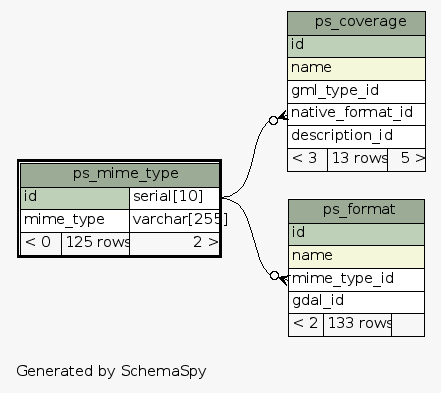 ps_coverage
id
name
gml_type_id
native_format_id
description_id
< 3 13 rows 5 >
ps_mime_type
id serial[10]
mime_type varchar[255]
< 0 125 rows 2 >
ps_format
id
name
mime_type_id
gdal_id
< 2 133 rows
Generated by SchemaSpy